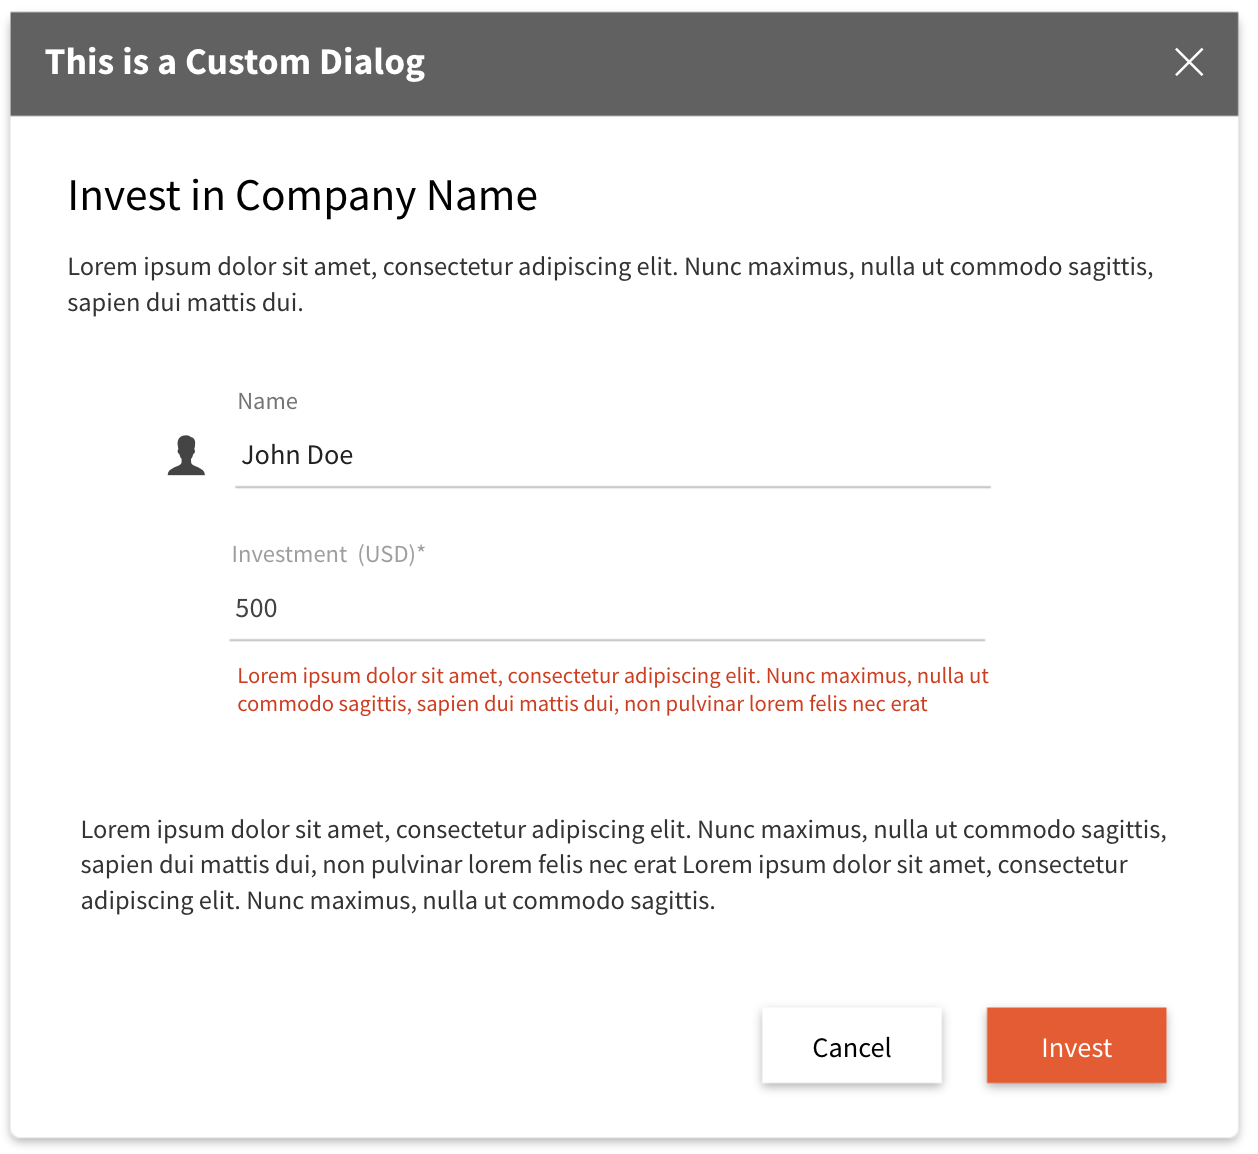 This is a Custom Dialog
Invest in Company Name
Lorem ipsum dolor sit amet, consectetur adipiscing elit. Nunc maximus, nulla ut commodo sagittis,
sapien dui mattis dui.
Name
John Doe
Investment (USD)*
500
Lorem ipsum dolor sit amet, consectetur adipiscing elit. Nunc maximus, nulla ut
commodo sagittis, sapien dui mattis dui, non pulvinar lorem felis nec erat
Lorem ipsum dolor sit amet, consectetur adipiscing elit. Nunc maximus, nulla ut commodo sagittis,
sapien dui mattis dui, non pulvinar lorem felis nec erat Lorem ipsum dolor sit amet, consectetur
adipiscing elit. Nunc maximus, nulla ut commodo sagittis.
Cancel
Invest